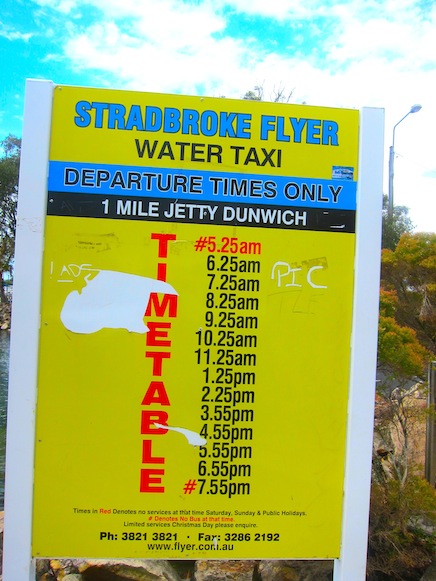 STRADBROKE FLYER
WATER TAXI
DEPARTURE TIMES ONLY
1 MILE JETTY DUNWICH
TIMETABLE
#5.25am
6.25am
7.25am
8.25am
9.25am
10.25am
11.25am
1.25pm
2.25pm
3.55pm
4.55pm
5.55pm
6.55pm
#7.55pm
PIC
Times in Red Denotes no services at that time Saturday, Sunday & Public Holidays.
# Denotes No Bus at that time.
Limited services Christmas Day please enquire.
Ph: 3821 3821 • Fax: 3286 2192
www.flyer.com.au